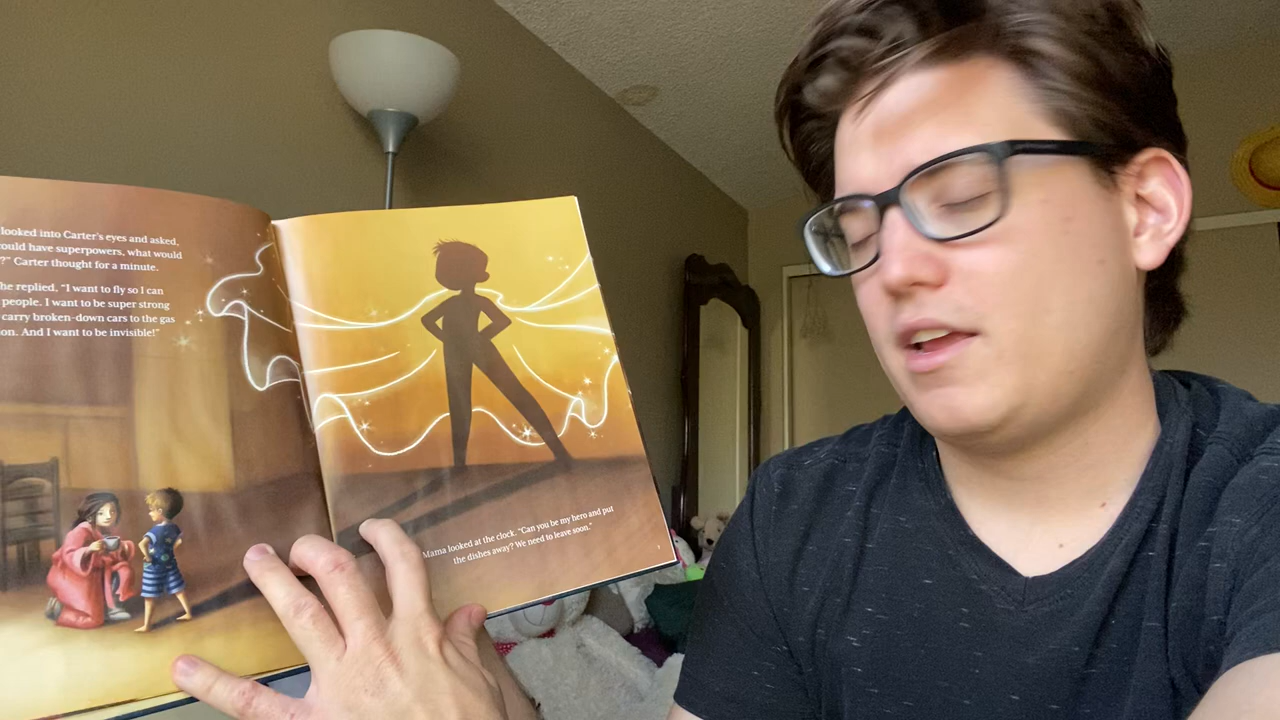 looked into Carter's eyes and asked,
ould have superpowers, what would
?" Carter thought for a minute.
he replied. "I want to fly so I can
people. I want to be super strong
carry broken-down cars to the gas
on. And I want to be invisible!"
Mama looked at the clock. "Can you be my hero and put
the dishes away? We need to leave soon."